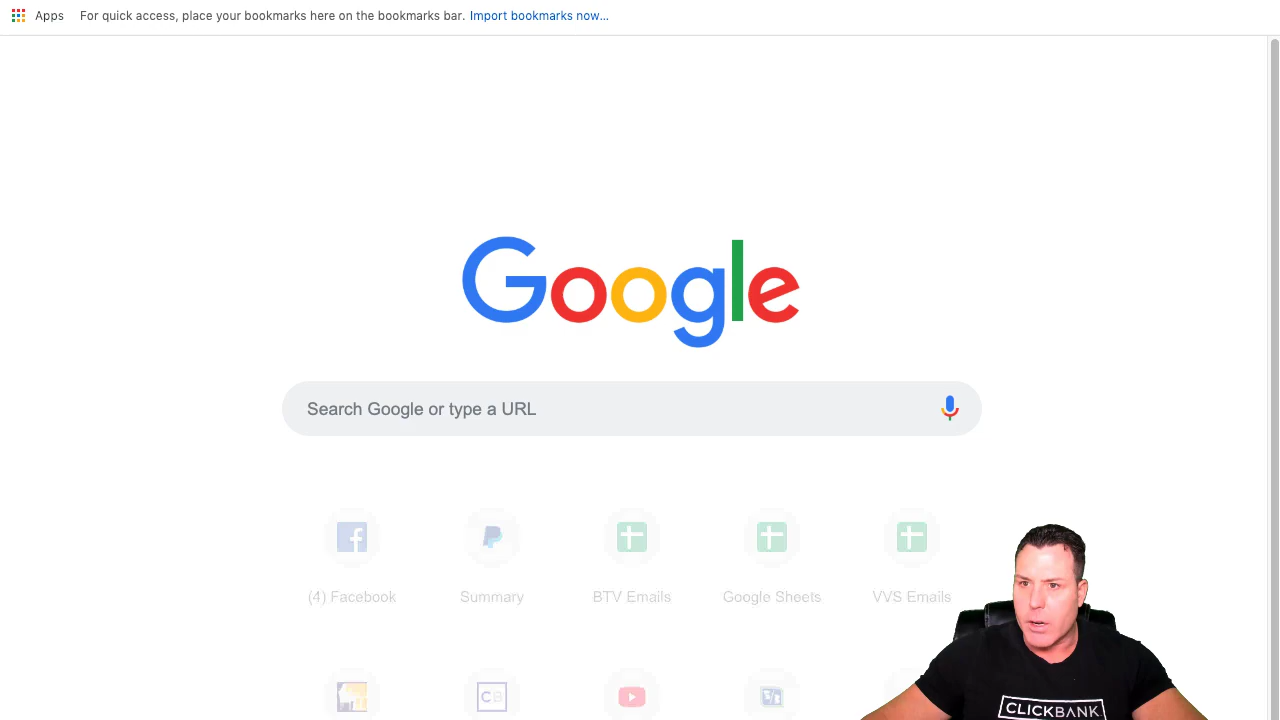 Apps For quick access, place your bookmarks here on the bookmarks bar. Import bookmarks now...
Google
Search Google or type a URL
(4) Facebook Summary BTV Emails Google Sheets VVS Emails
CB
CLICKBANK